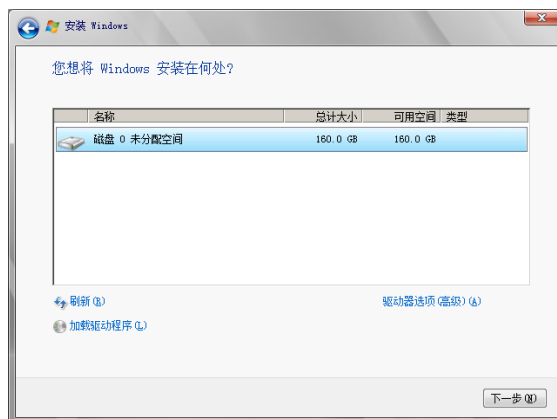 安装 Windows
您想将 Windows 安装在何处?
名称 总计大小 可用空间 类型
磁盘 0 未分配空间 160.0 GB 160.0 GB
刷新(R) 驱动器选项(高级)(A)
加载驱动程序(L)
下一步(N)